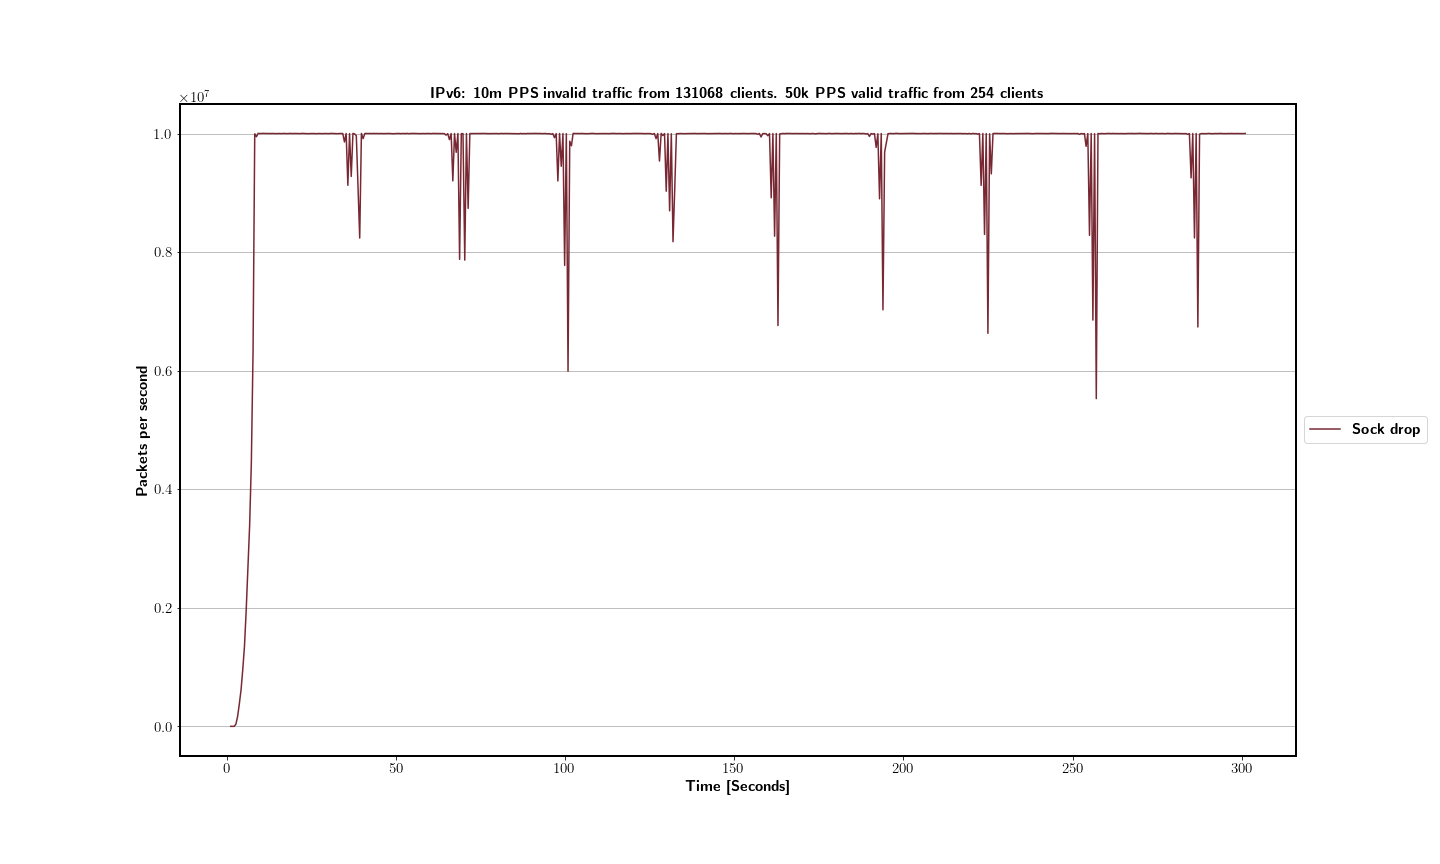 IPv6: 10m PPS invalid traffic from 131068 clients. 50k PPS valid traffic from 254 clients
×10⁷
1.0
0.8
0.6
0.4
0.2
0.0
Packets per second
0 50 100 150 200 250 300
Time [Seconds]
Sock drop